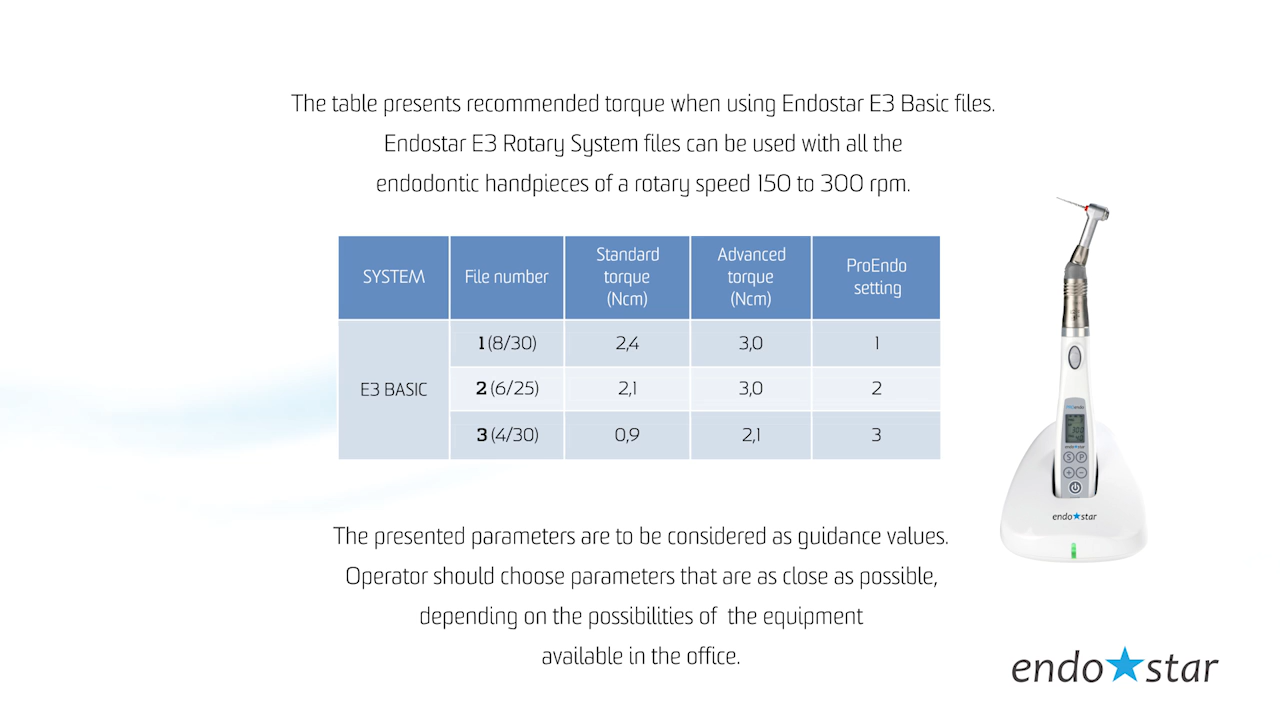 The table presents recommended torque when using Endostar E3 Basic files.
Endostar E3 Rotary System files can be used with all the
endodontic handpieces of a rotary speed 150 to 300 rpm.
SYSTEM File number Standard torque (Ncm) Advanced torque (Ncm) ProEndo setting
E3 BASIC
1 (8/30) 2,4 3,0 1
2 (6/25) 2,1 3,0 2
3 (4/30) 0,9 2,1 3
The presented parameters are to be considered as guidance values.
Operator should choose parameters that are as close as possible,
depending on the possibilities of the equipment
available in the office.
S P
+ −
endo star
endo star